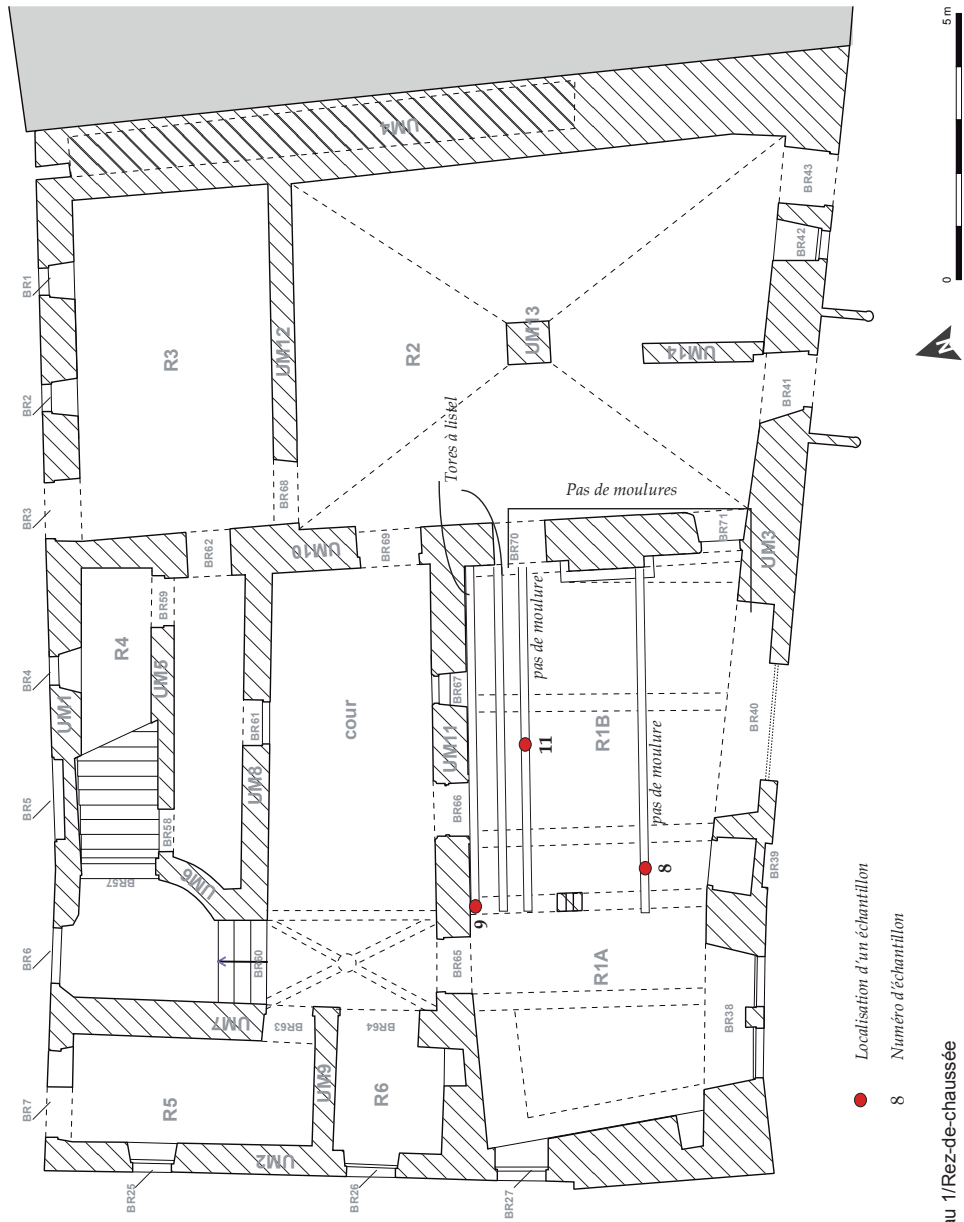 BR1
BR2
BR3
BR4
BR5
BR6
BR7
UM4
R3
UM12
R2
UM13
UM14
BR43
BR42
BR41
BR68
BR62
UM10
BR69
Tores à listel
Pas de moulures
BR70
BR71
UM3
BR59
R4
UM5
UM1
BR61
UM8
cour
BR67
UM11
BR66
pas de moulure
11
R1B
BR40
pas de moulure
8
BR39
BR58
BR57
UM6
BR60
9
BR65
R1A
BR38
UM7
BR63
BR64
R5
UM9
R6
UM2
BR25
BR26
BR27
Localisation d'un échantillon
8
Numéro d'échantillon
N
0
5 m
au 1/Rez-de-chaussée